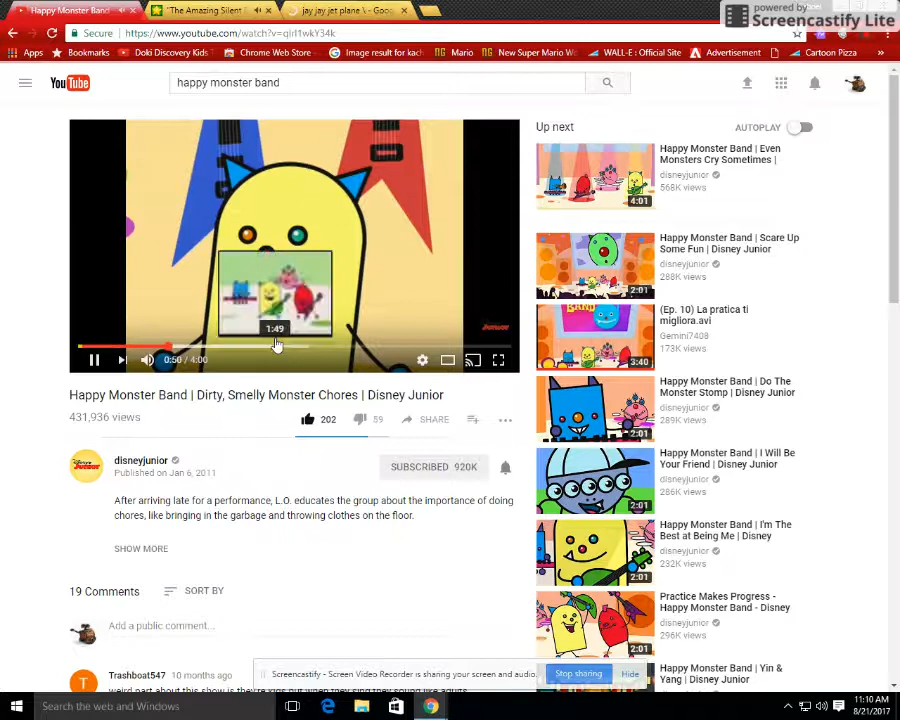 powered by
Screencastify Lite
Happy Monster Band
"The Amazing Silent
jay jay jet plane \ - Goo
Secure
https://www.youtube.com/watch?v=qIrI1wkY34k
Apps
Bookmarks
Doki Discovery Kids
Chrome Web Store -
Image result for kach
Mario
New Super Mario Wo
WALL-E : Official Site
Advertisement
Cartoon Pizza
YouTube
happy monster band
1:49
0:50 / 4:00
Happy Monster Band | Dirty, Smelly Monster Chores | Disney Junior
431,936 views
202
59
SHARE
disneyjunior
Published on Jan 6, 2011
SUBSCRIBED 920K
After arriving late for a performance, L.O. educates the group about the importance of doing
chores, like bringing in the garbage and throwing clothes on the floor.
SHOW MORE
19 Comments
SORT BY
Add a public comment...
Trashboat547 10 months ago
Up next
AUTOPLAY
Happy Monster Band | Even
Monsters Cry Sometimes |
disneyjunior
568K views
4:01
Happy Monster Band | Scare Up
Some Fun | Disney Junior
disneyjunior
288K views
2:01
(Ep. 10) La pratica ti
migliora.avi
Gemini7408
173K views
3:40
Happy Monster Band | Do The
Monster Stomp | Disney Junior
disneyjunior
289K views
2:01
Happy Monster Band | I Will Be
Your Friend | Disney Junior
disneyjunior
286K views
2:01
Happy Monster Band | I'm The
Best at Being Me | Disney
disneyjunior
232K views
2:01
Practice Makes Progress -
Happy Monster Band - Disney
disneyjunior
296K views
2:01
Happy Monster Band | Yin &
Yang | Disney Junior
Screencastify - Screen Video Recorder is sharing your screen and audio.
Stop sharing
Hide
Search the web and Windows
11:10 AM
8/21/2017